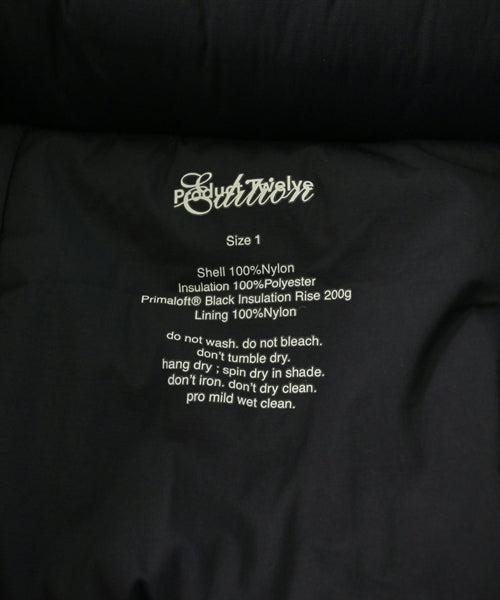 Product Twelve
Edition
Size 1
Shell 100%Nylon
Insulation 100%Polyester
Primaloft® Black Insulation Rise 200g
Lining 100%Nylon
do not wash. do not bleach.
don't tumble dry.
hang dry ; spin dry in shade.
don't iron. don't dry clean.
pro mild wet clean.